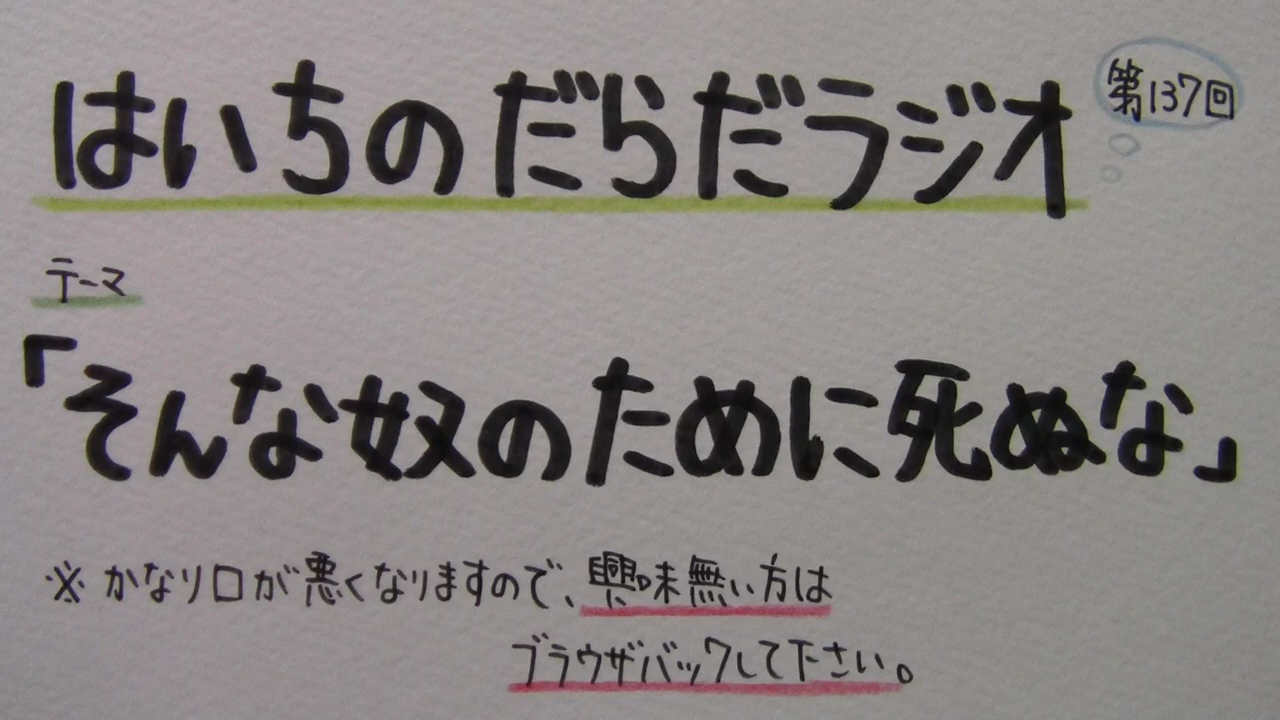 はいちのだらだラジオ
第137回
テーマ
「そんな奴のために死ぬな」
※かなり口が悪くなりますので、興味無い方は
ブラウザバックして下さい。